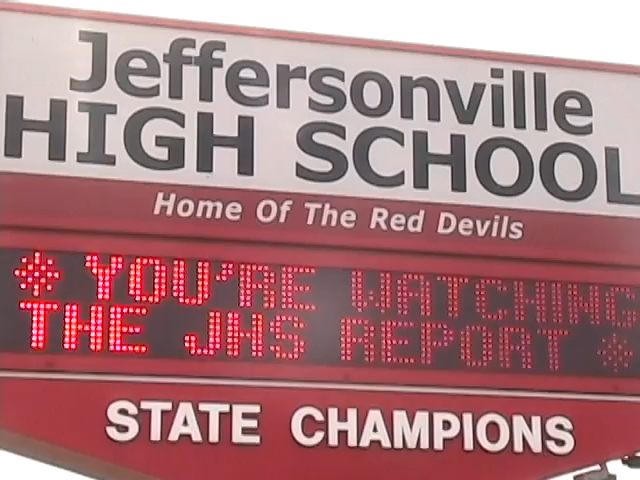 Jeffersonville
HIGH SCHOOL
Home Of The Red Devils
YOU'RE WATCHING
THE JHS REPORT
STATE CHAMPIONS